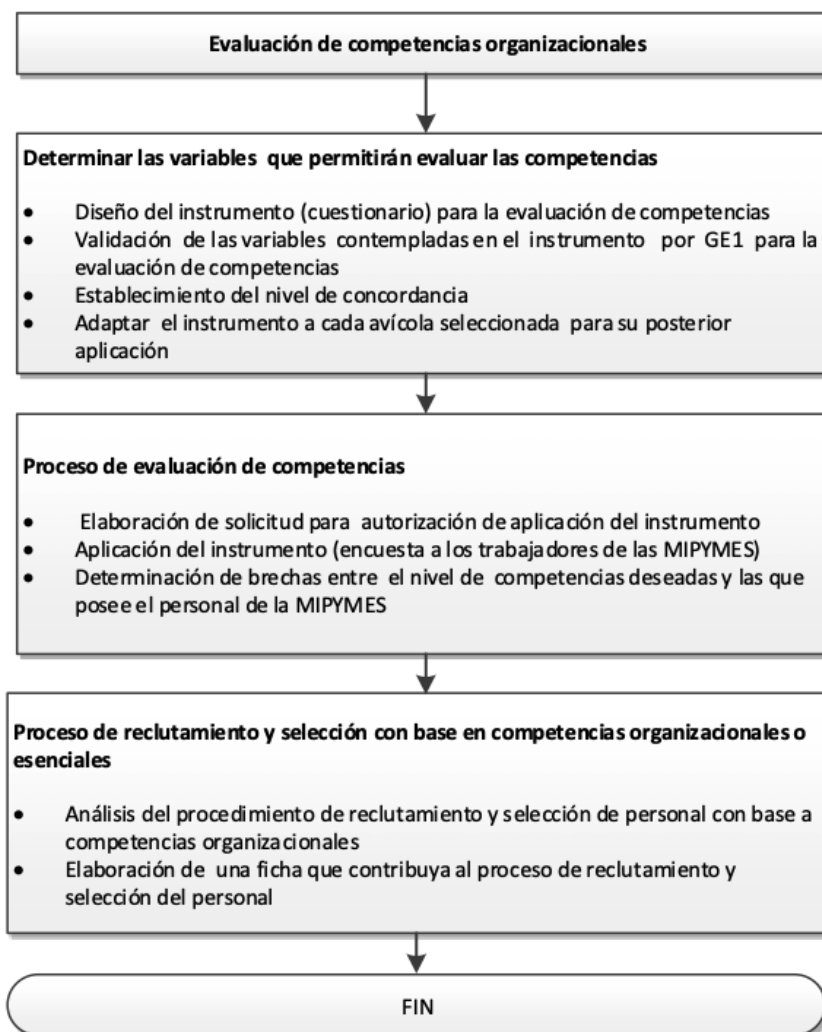 Evaluación de competencias organizacionales
Determinar las variables que permitirán evaluar las competencias
• Diseño del instrumento (cuestionario) para la evaluación de competencias
• Validación de las variables contempladas en el instrumento por GE1 para la
evaluación de competencias
• Establecimiento del nivel de concordancia
• Adaptar el instrumento a cada avícola seleccionada para su posterior
aplicación
Proceso de evaluación de competencias
• Elaboración de solicitud para autorización de aplicación del instrumento
• Aplicación del instrumento (encuesta a los trabajadores de las MIPYMES)
• Determinación de brechas entre el nivel de competencias deseadas y las que
posee el personal de la MIPYMES
Proceso de reclutamiento y selección con base en competencias organizacionales o
esenciales
• Análisis del procedimiento de reclutamiento y selección de personal con base a
competencias organizacionales
• Elaboración de una ficha que contribuya al proceso de reclutamiento y
selección del personal
FIN